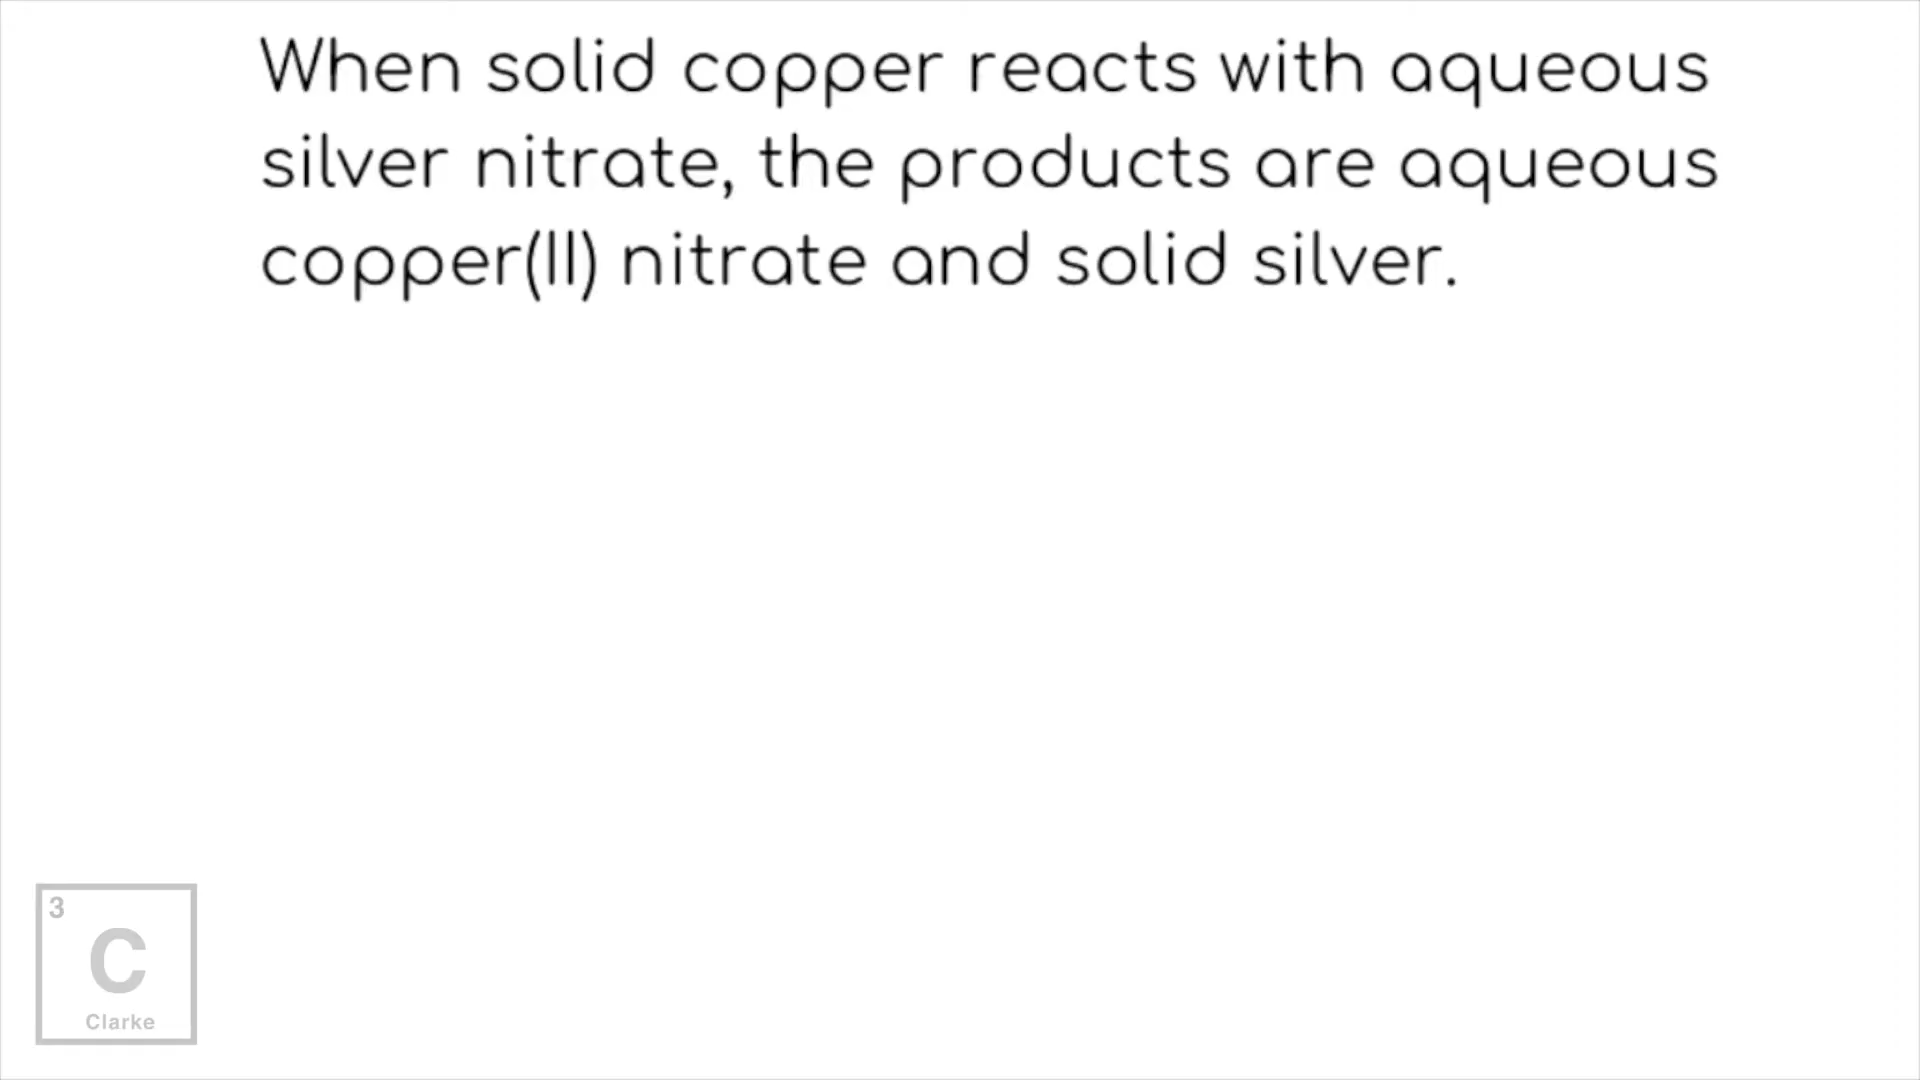 When solid copper reacts with aqueous
silver nitrate, the products are aqueous
copper(II) nitrate and solid silver.
3
C
Clarke